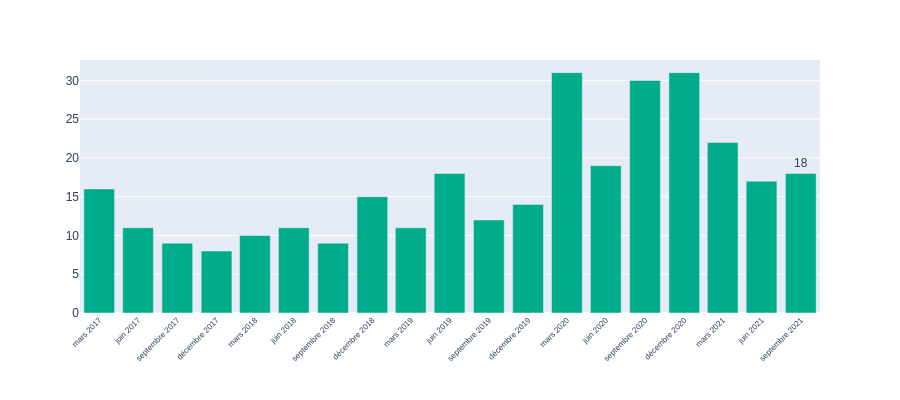 30
25
20
15
10
5
0
18
mars 2017
juin 2017
septembre 2017
décembre 2017
mars 2018
juin 2018
septembre 2018
décembre 2018
mars 2019
juin 2019
septembre 2019
décembre 2019
mars 2020
juin 2020
septembre 2020
décembre 2020
mars 2021
juin 2021
septembre 2021